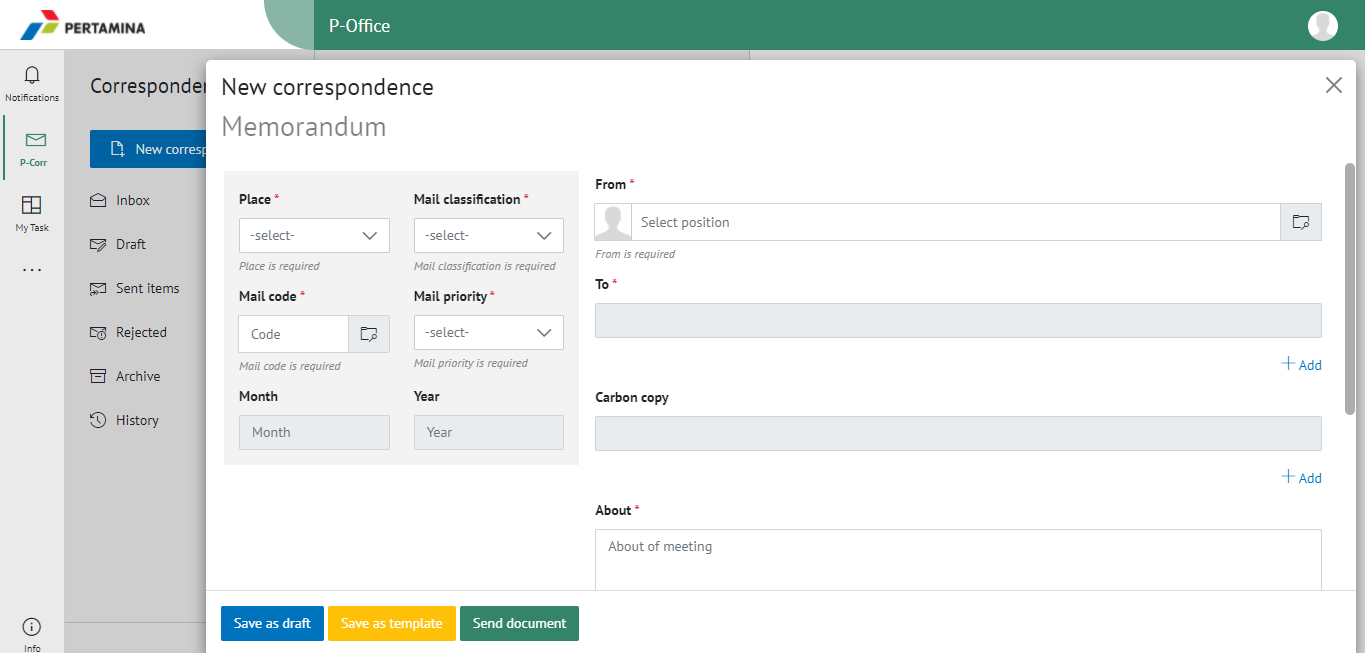 PERTAMINA
P-Office
Notifications
P-Corr
My Task
...
Info
New corresp
Inbox
Draft
Sent items
Rejected
Archive
History
New correspondence
Memorandum
Place *
Mail classification *
-select-
-select-
Place is required
Mail classification is required
Mail code *
Mail priority *
Code
-select-
Mail code is required
Mail priority is required
Month
Year
Month
Year
From *
Select position
From is required
To *
+ Add
Carbon copy
+ Add
About *
About of meeting
Save as draft
Save as template
Send document